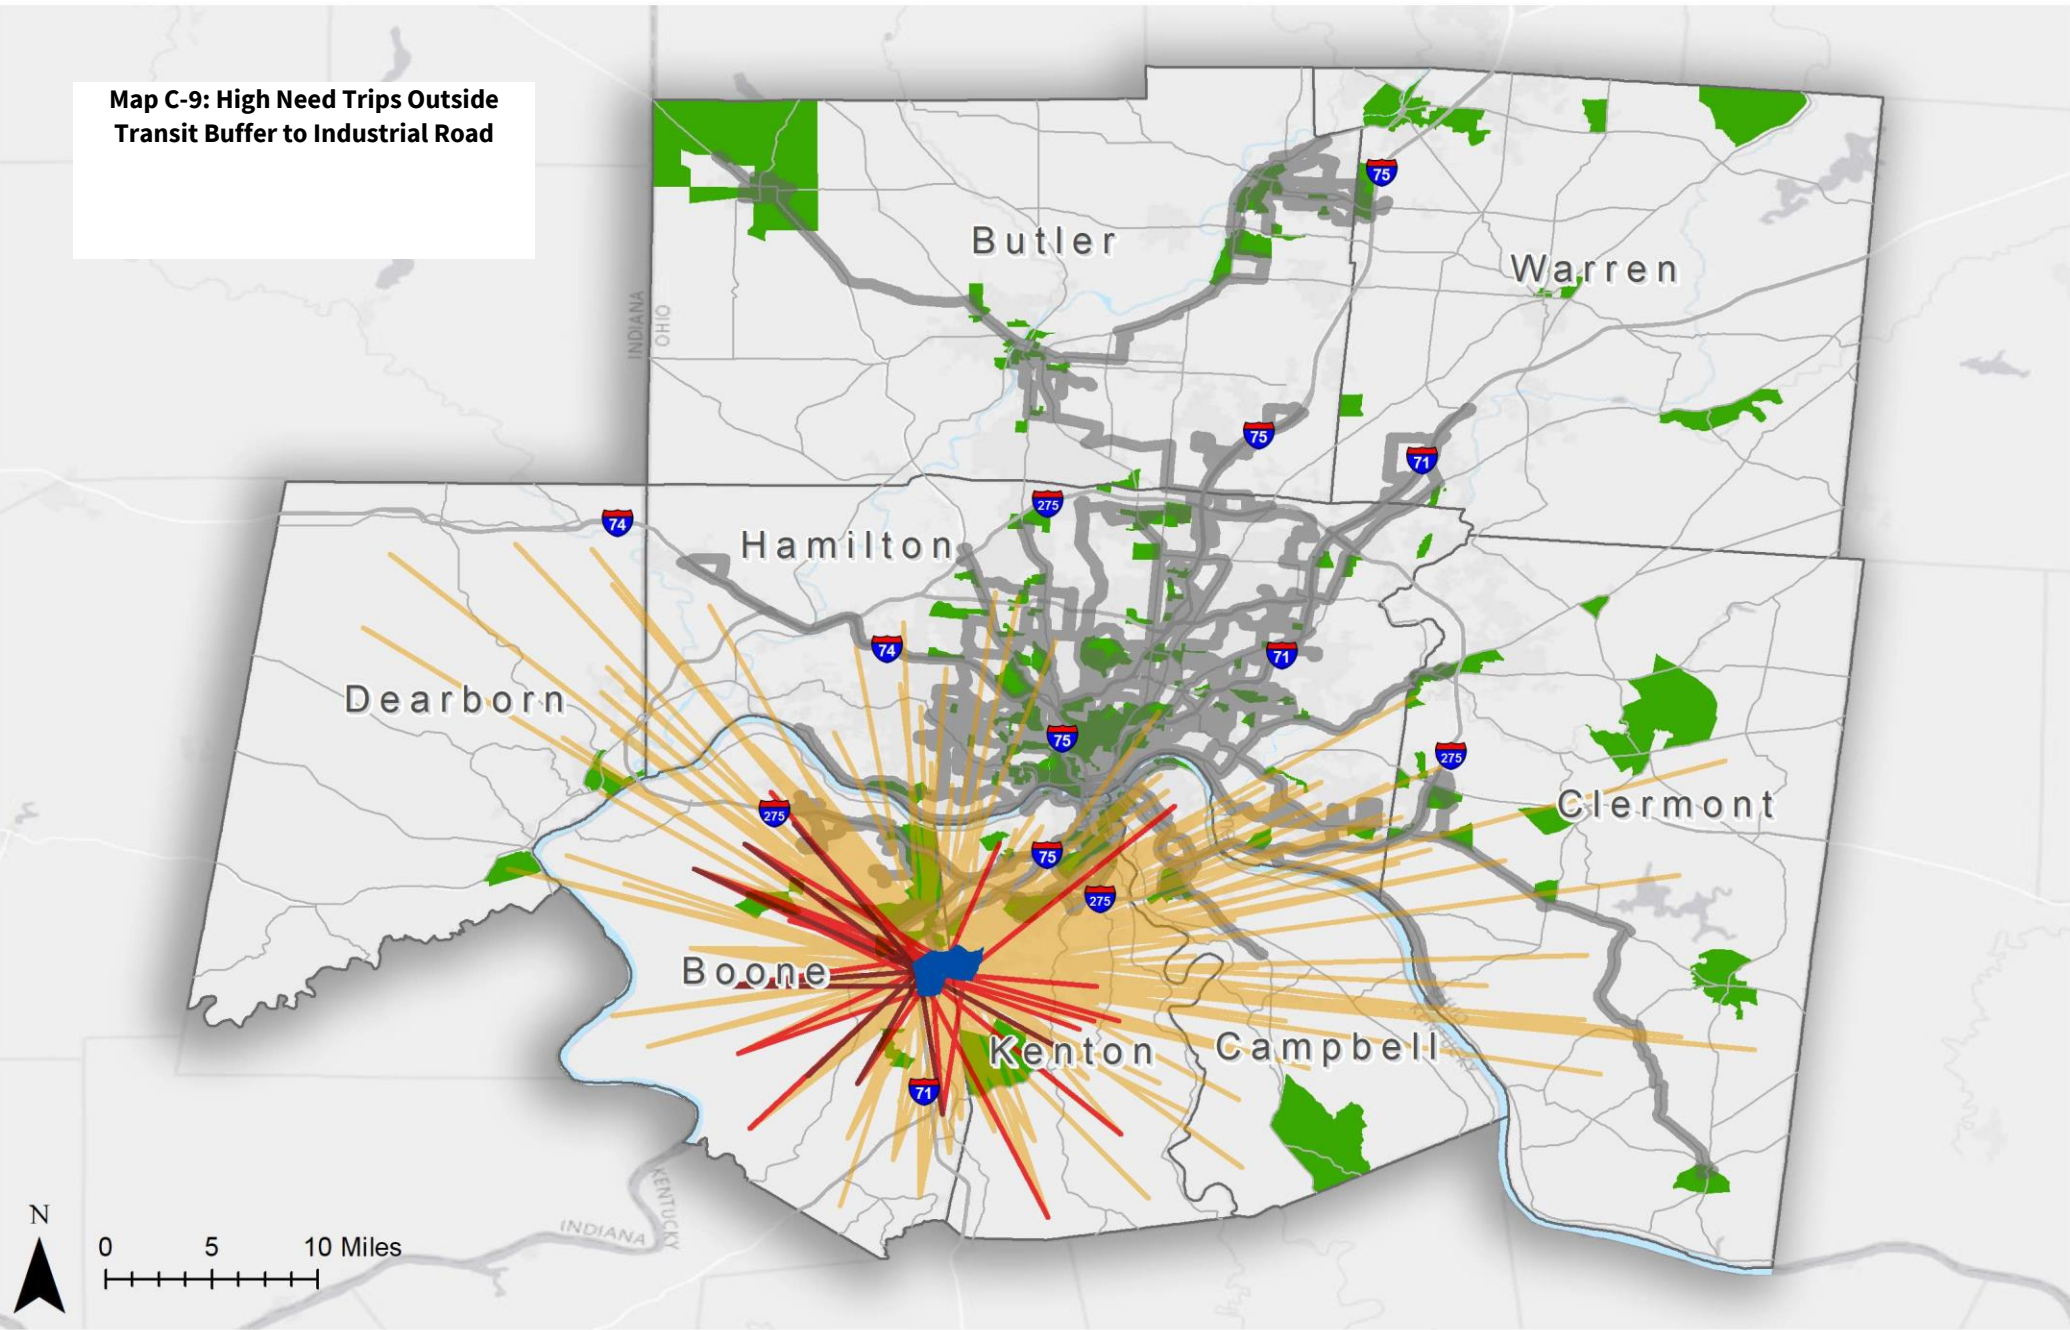 Map C-9: High Need Trips Outside
Transit Buffer to Industrial Road
75
Butler
Warren
INDIANA
OHIO
75
71
275
74
Hamilton
74
71
Dearborn
75
275
Clermont
275
75
275
Boone
Kenton
Campbell
71
KENTUCKY
INDIANA
N
0 5 10 Miles